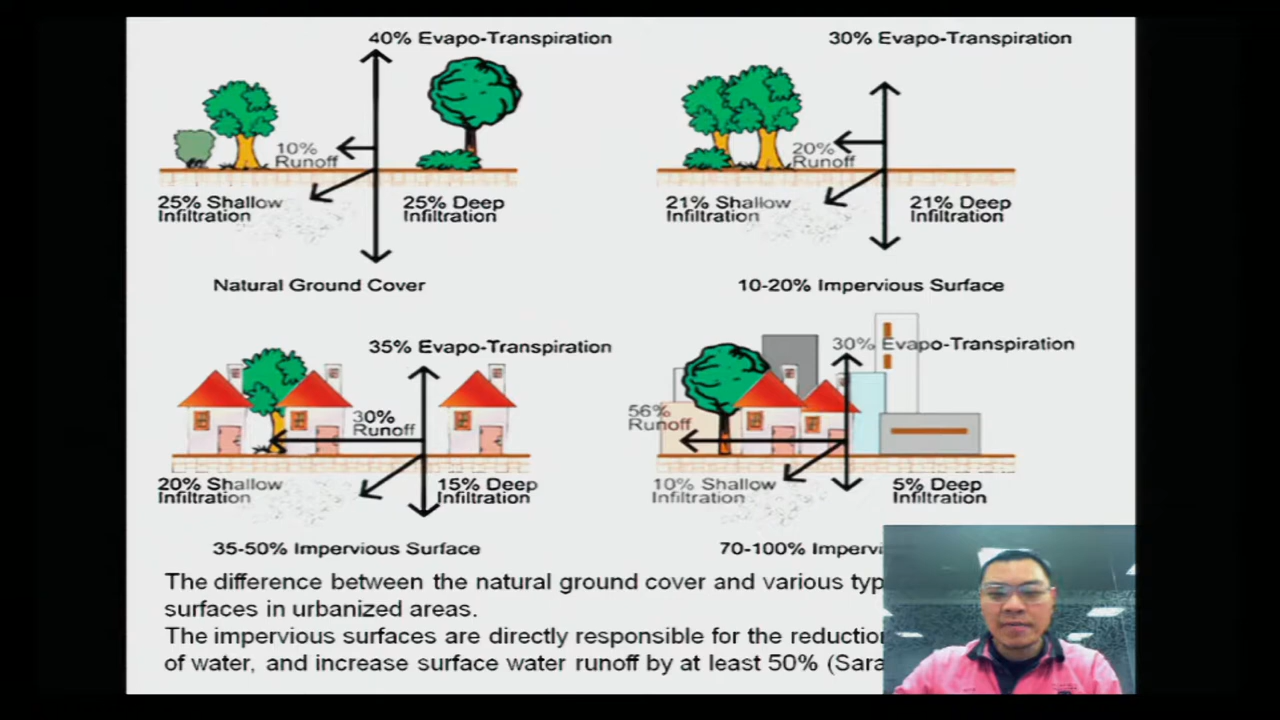 40% Evapo-Transpiration
10%
Runoff
25% Shallow
Infiltration
25% Deep
Infiltration
Natural Ground Cover
30% Evapo-Transpiration
20%
Runoff
21% Shallow
Infiltration
21% Deep
Infiltration
10-20% Impervious Surface
35% Evapo-Transpiration
30%
Runoff
20% Shallow
Infiltration
15% Deep
Infiltration
35-50% Impervious Surface
30% Evapo-Transpiration
56%
Runoff
10% Shallow
Infiltration
5% Deep
Infiltration
70-100%
The difference between the natural ground cover and various
surfaces in urbanized areas.
The impervious surfaces are directly responsible for the
of water, and increase surface water runoff by at least 50%